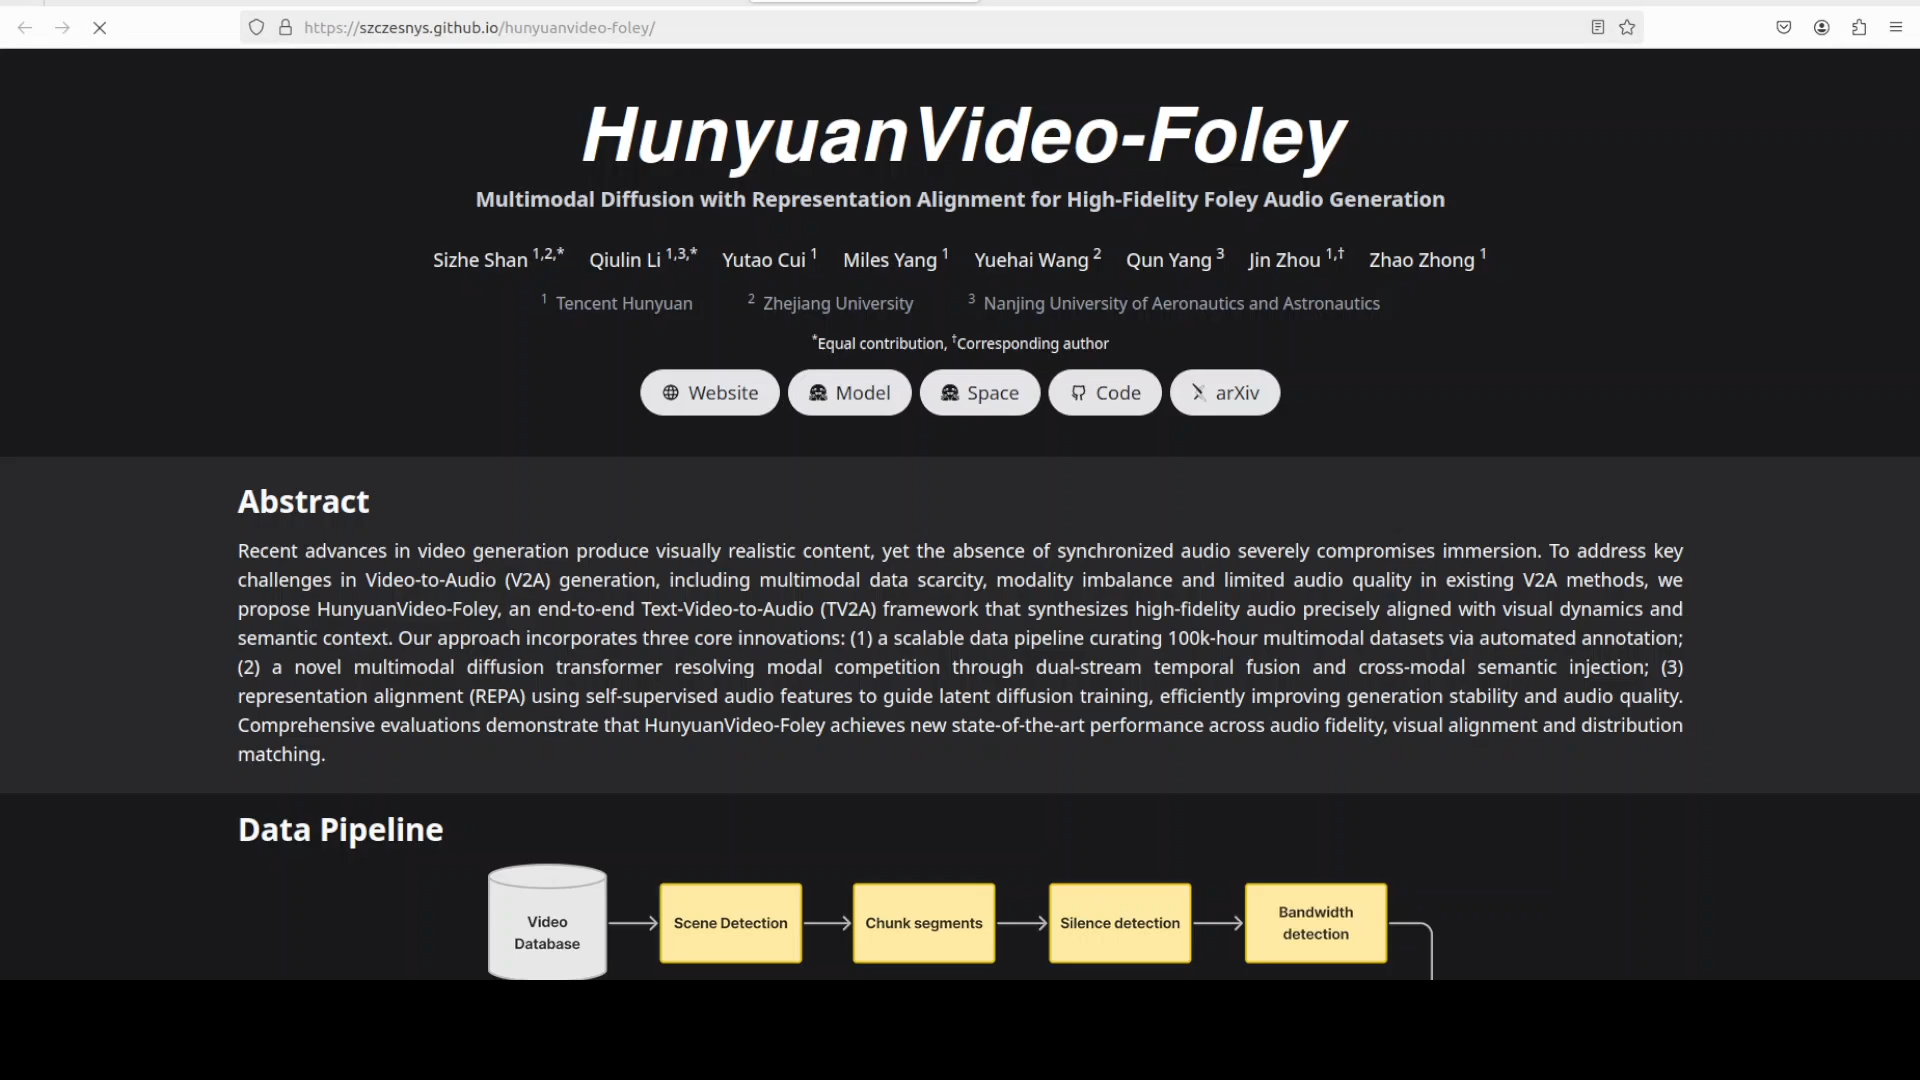 https://szczesnys.github.io/hunyuanvideo-foley/
HunyuanVideo-Foley
Multimodal Diffusion with Representation Alignment for High-Fidelity Foley Audio Generation
Sizhe Shan 1,2,* Qiulin Li 1,3,* Yutao Cui 1 Miles Yang 1 Yuehai Wang 2 Qun Yang 3 Jin Zhou 1,† Zhao Zhong 1
1 Tencent Hunyuan 2 Zhejiang University 3 Nanjing University of Aeronautics and Astronautics
*Equal contribution, †Corresponding author
Website Model Space Code arXiv
Abstract
Recent advances in video generation produce visually realistic content, yet the absence of synchronized audio severely compromises immersion. To address key
challenges in Video-to-Audio (V2A) generation, including multimodal data scarcity, modality imbalance and limited audio quality in existing V2A methods, we
propose HunyuanVideo-Foley, an end-to-end Text-Video-to-Audio (TV2A) framework that synthesizes high-fidelity audio precisely aligned with visual dynamics and
semantic context. Our approach incorporates three core innovations: (1) a scalable data pipeline curating 100k-hour multimodal datasets via automated annotation;
(2) a novel multimodal diffusion transformer resolving modal competition through dual-stream temporal fusion and cross-modal semantic injection; (3)
representation alignment (REPA) using self-supervised audio features to guide latent diffusion training, efficiently improving generation stability and audio quality.
Comprehensive evaluations demonstrate that HunyuanVideo-Foley achieves new state-of-the-art performance across audio fidelity, visual alignment and distribution
matching.
Data Pipeline
Video
Database
Scene Detection
Chunk segments
Silence detection
Bandwidth
detection